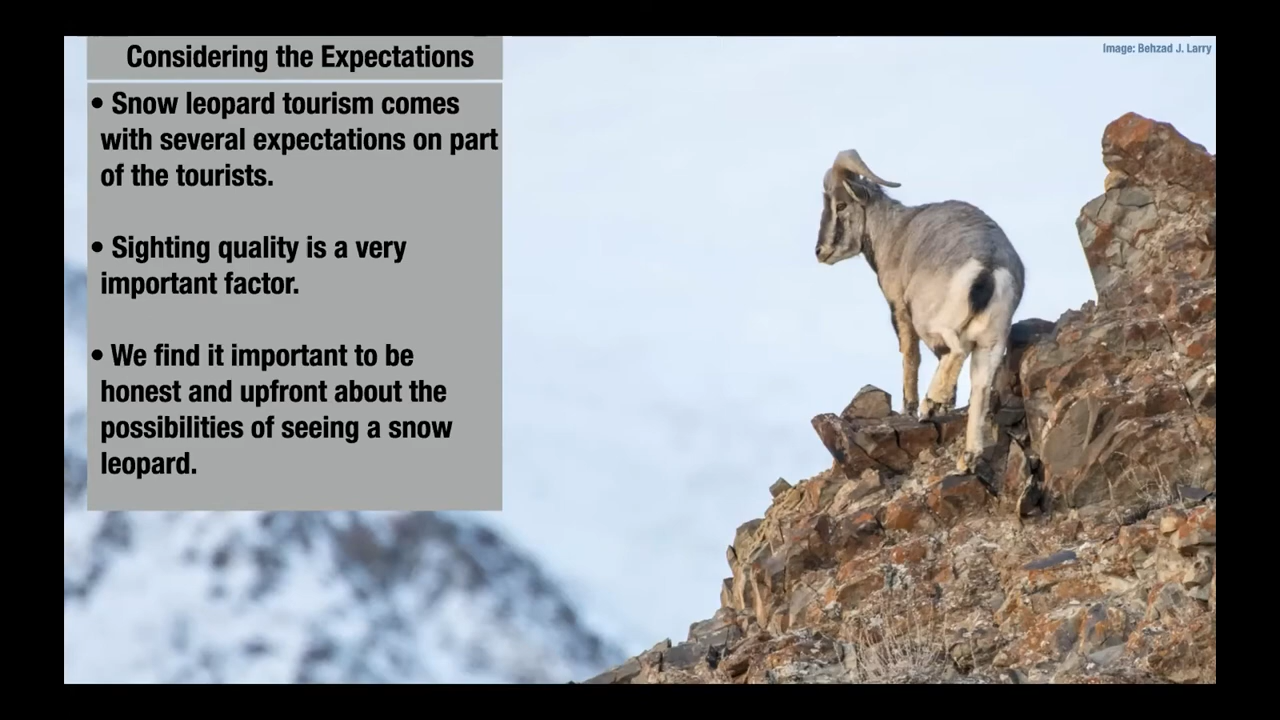 Considering the Expectations
Image: Behzad J. Larry
• Snow leopard tourism comes
with several expectations on part
of the tourists.
• Sighting quality is a very
important factor.
• We find it important to be
honest and upfront about the
possibilities of seeing a snow
leopard.